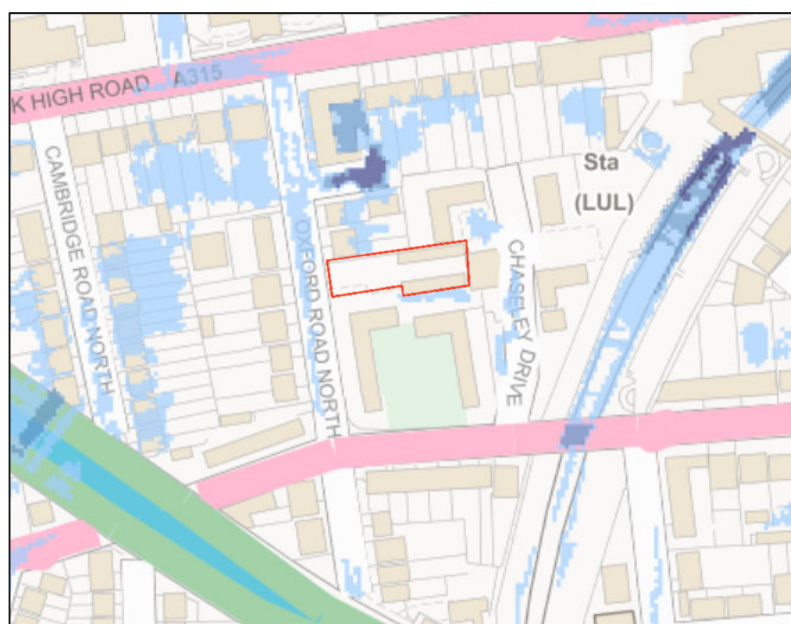 K HIGH ROAD A315
CAMBRIDGE ROAD NORTH
OXFORD ROAD NORTH
Sta
(LUL)
CHASELEY DRIVE